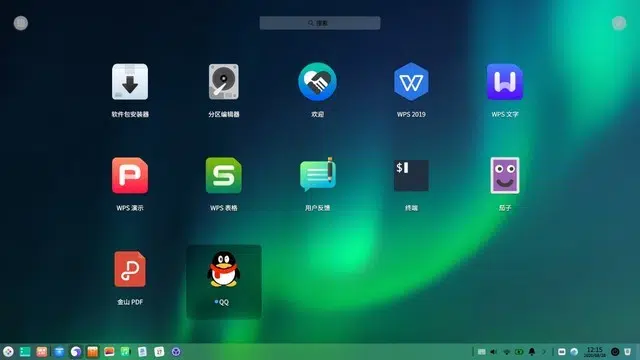 搜索
软件包安装器
分区编辑器
欢迎
WPS 2019
WPS 文字
WPS 演示
WPS 表格
用户反馈
$
终端
茄子
金山 PDF
QQ
12:15